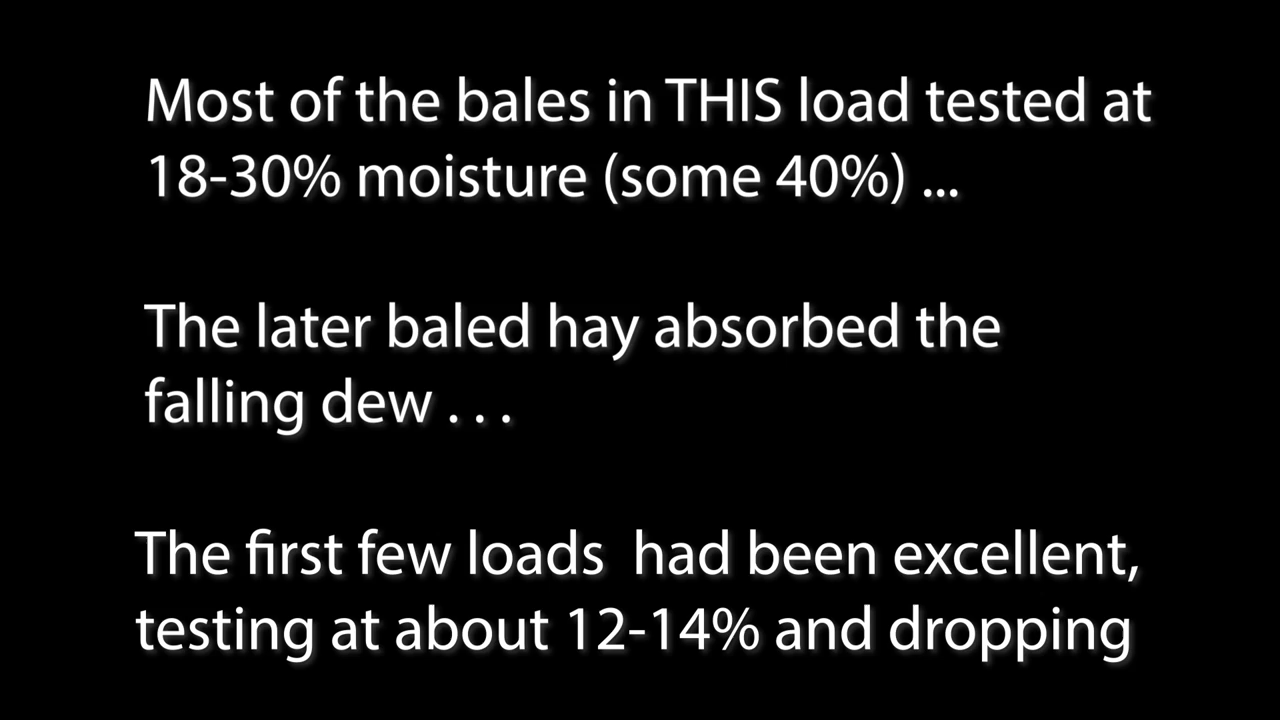 Most of the bales in THIS load tested at
18-30% moisture (some 40%) ...
The later baled hay absorbed the
falling dew . . .
The first few loads  had been excellent,
testing at about 12-14% and dropping